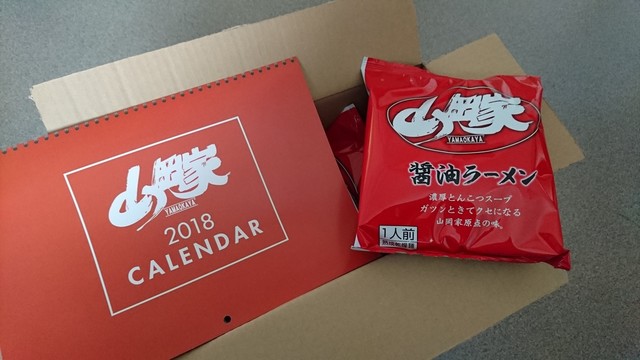 山岡家
YAMAOKAYA
2018
CALENDAR
山岡家
YAMAOKAYA
醤油ラーメン
濃厚とんこつスープ
ガツンときてクセになる
山岡家原点の味
1人前